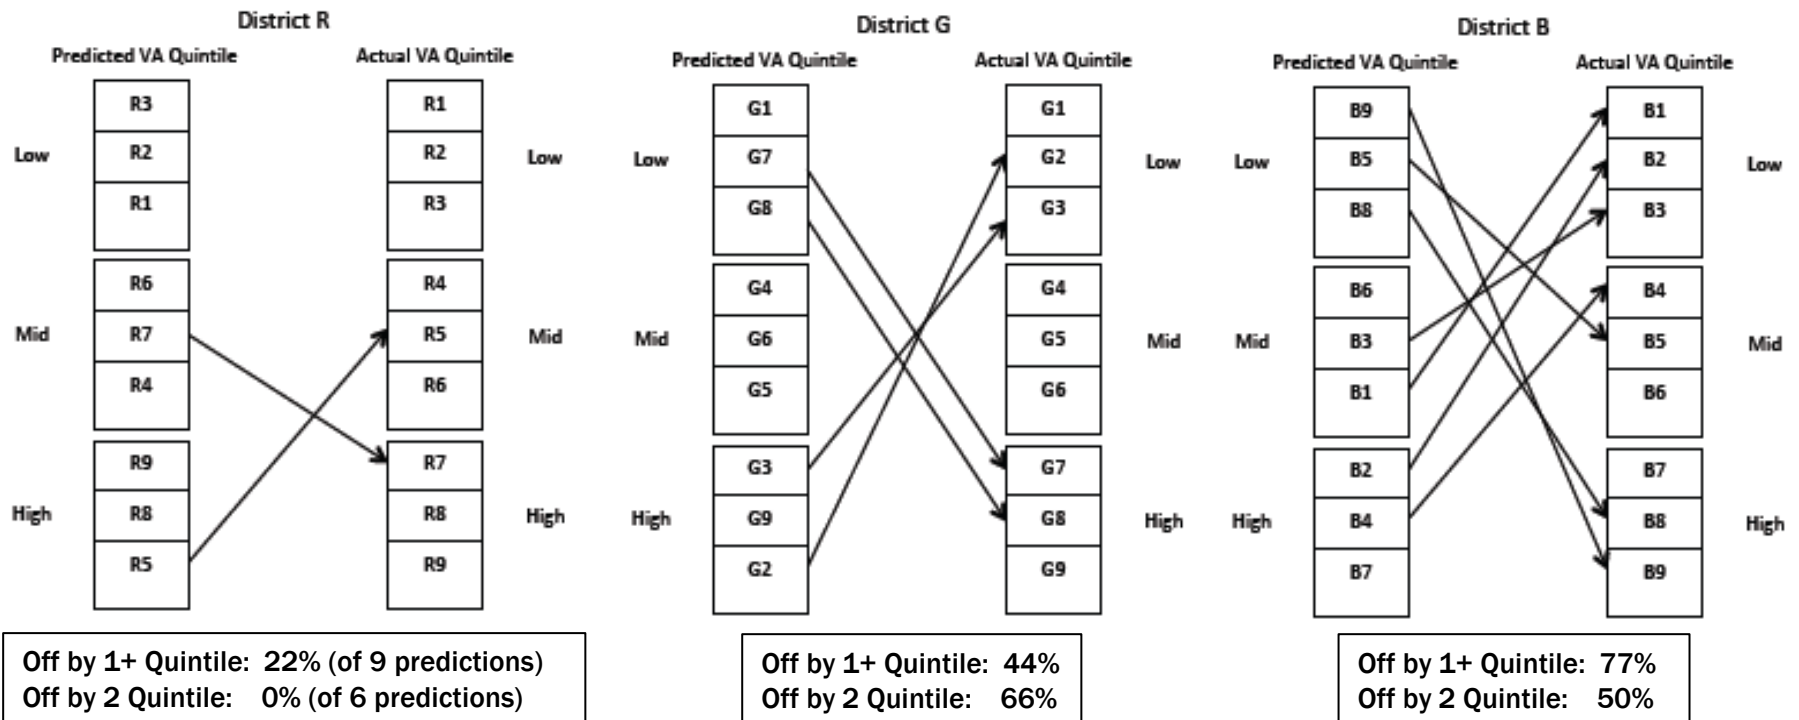 District R
Predicted VA Quintile
Actual VA Quintile
R3
R1
Low
R2
R2
Low
R1
R3
R6
R4
Mid
R7
R5
Mid
R4
R6
R9
R7
High
R8
R8
High
R5
R9
Off by 1+ Quintile: 22% (of 9 predictions)
Off by 2 Quintile: 0% (of 6 predictions)
District G
Predicted VA Quintile
Actual VA Quintile
G1
G1
Low
G7
G2
Low
G8
G3
G4
G4
Mid
G6
G5
Mid
G5
G6
G3
G7
High
G9
G8
High
G2
G9
Off by 1+ Quintile: 44%
Off by 2 Quintile: 66%
District B
Predicted VA Quintile
Actual VA Quintile
B9
B1
Low
B5
B2
Low
B8
B3
B6
B4
Mid
B3
B5
Mid
B1
B6
B2
B7
High
B4
B8
High
B7
B9
Off by 1+ Quintile: 77%
Off by 2 Quintile: 50%